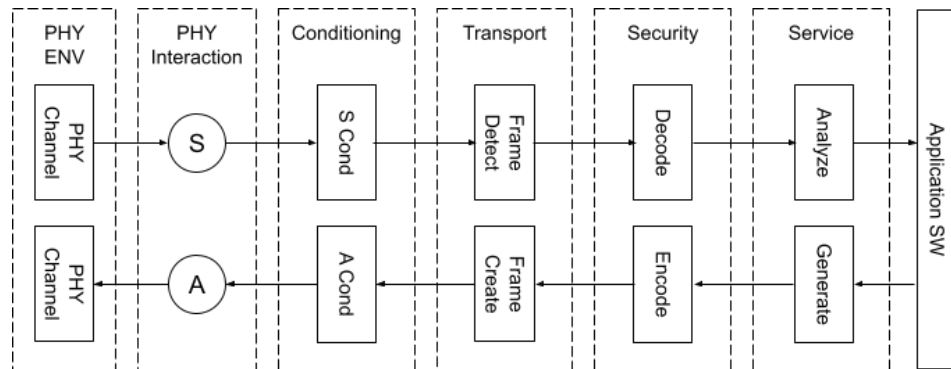 PHY
ENV
PHY
Interaction
Conditioning
Transport
Security
Service
PHY
Channel
S
S Cond
Frame
Detect
Decode
Analyze
Application SW
PHY
Channel
A
A Cond
Frame
Create
Encode
Generate